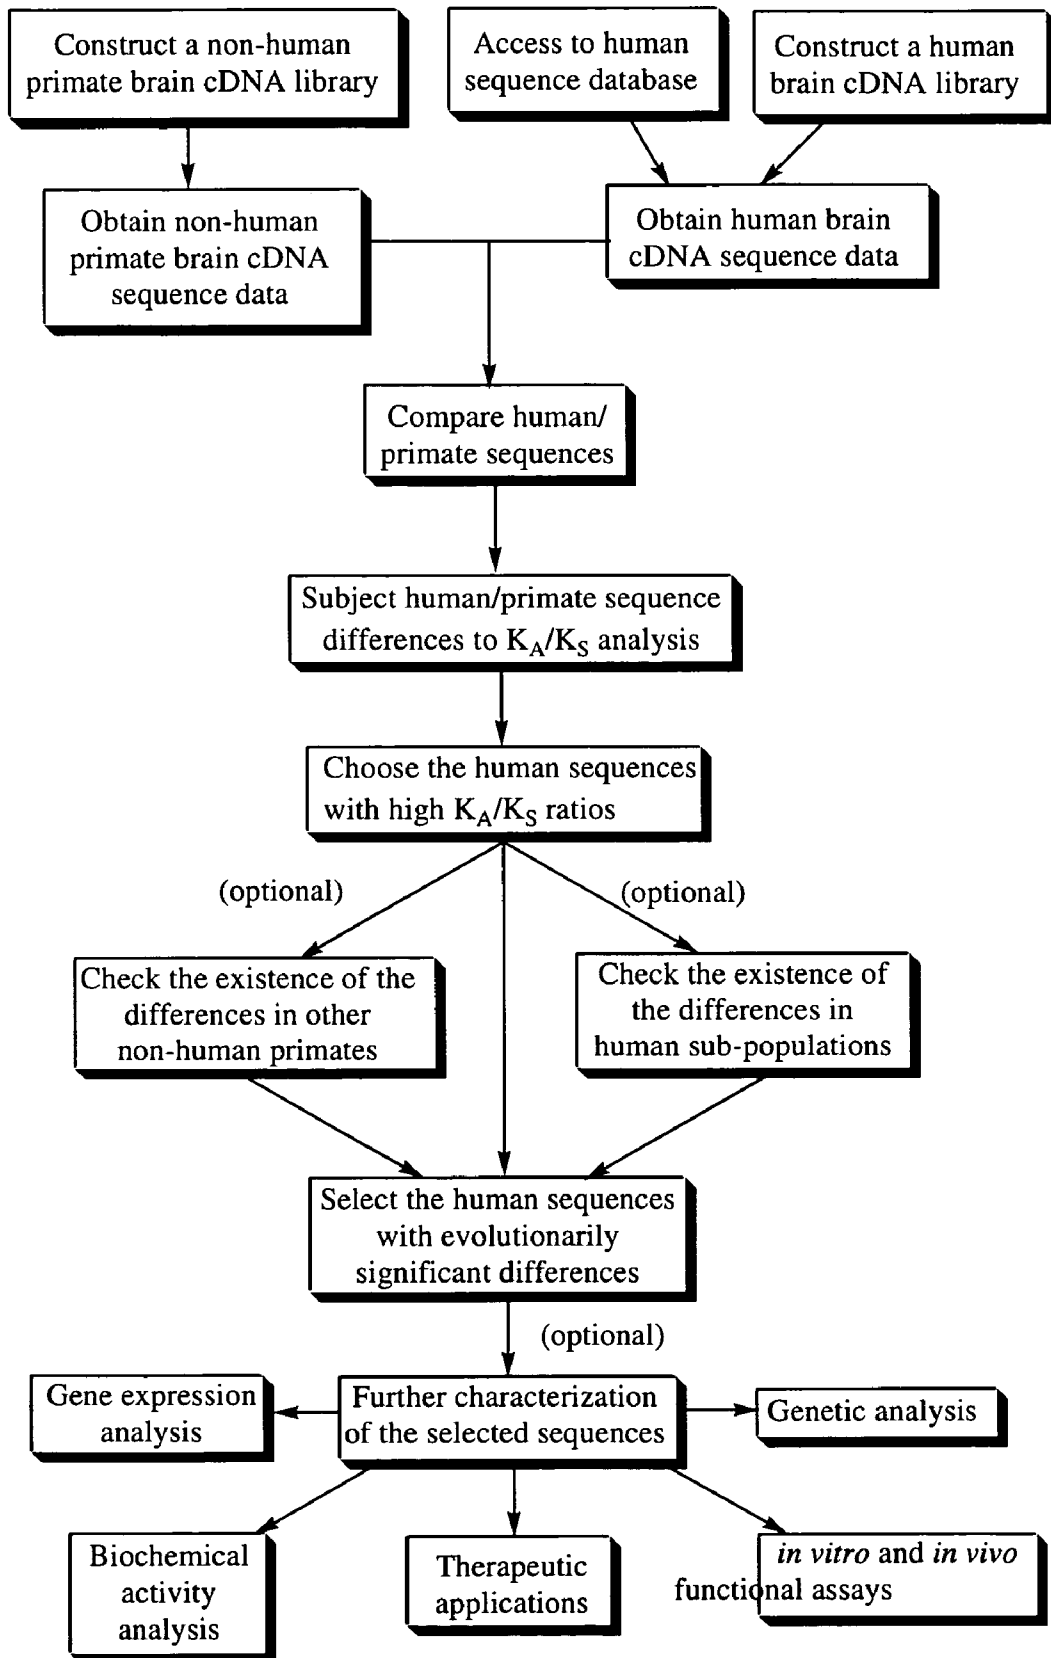 Construct a non-human
primate brain cDNA library
Access to human
sequence database
Construct a human
brain cDNA library
Obtain non-human
primate brain cDNA
sequence data
Obtain human brain
cDNA sequence data
Compare human/
primate sequences
Subject human/primate sequence
differences to KA/KS analysis
Choose the human sequences
with high KA/KS ratios
(optional)
(optional)
Check the existence of the
differences in other
non-human primates
Check the existence of
the differences in
human sub-populations
Select the human sequences
with evolutionarily
significant differences
(optional)
Gene expression
analysis
Further characterization
of the selected sequences
Genetic analysis
Biochemical
activity
analysis
Therapeutic
applications
in vitro and in vivo
functional assays